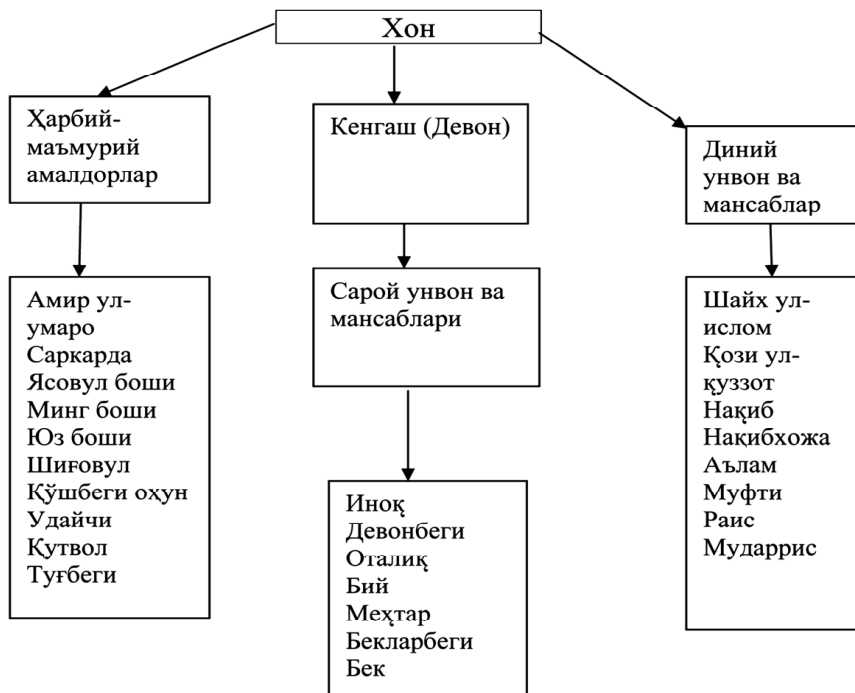 Хон
Ҳарбий-
маъмурий
амалдорлар
Кенгаш (Девон)
Диний
унвон ва
мансаблар
Амир ул-
умаро
Саркарда
Ясовул боши
Минг боши
Юз боши
Шиғовул
Қўшбеги оҳун
Удайчи
Қутвол
Туғбеги
Сарой унвон ва
мансаблари
Иноқ
Девонбеги
Оталиқ
Бий
Меҳтар
Бекларбеги
Бек
Шайх ул-
ислом
Қози ул-
қуззот
Нақиб
Нақибхожа
Аълам
Муфти
Раис
Мударрис